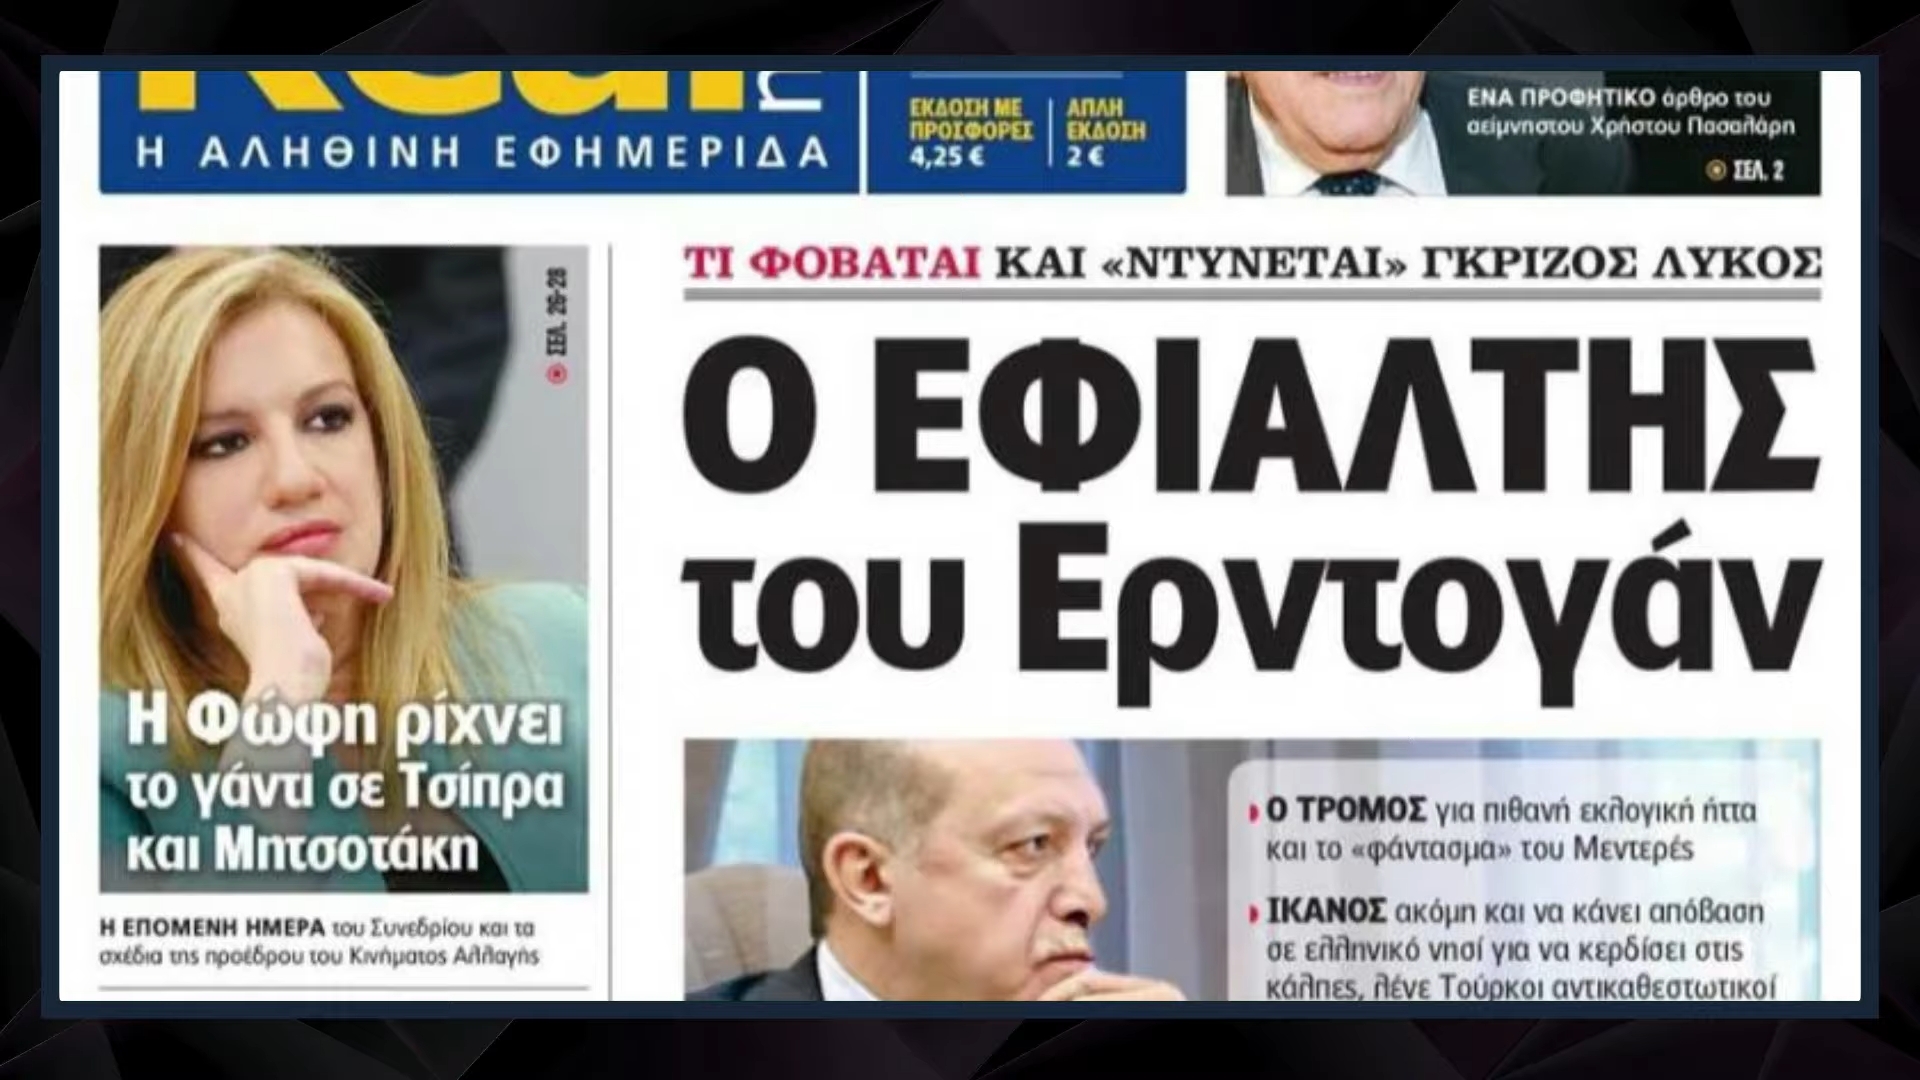 Real n
Η ΑΛΗΘΙΝΗ ΕΦΗΜΕΡΙΔΑ
ΕΚΔΟΣΗ ΜΕ
ΠΡΟΣΦΟΡΕΣ
4,25 €
ΑΠΛΗ
ΕΚΔΟΣΗ
2 €
ΕΝΑ ΠΡΟΦΗΤΙΚΟ άρθρο του
αείμνηστου Χρήστου Πασαλάρη
ΣΕΛ. 2
ΣΕΛ. 26-28
Η Φώφη ρίχνει
το γάντι σε Τσίπρα
και Μητσοτάκη
Η ΕΠΟΜΕΝΗ ΗΜΕΡΑ του Συνεδρίου και τα
σχέδια της προέδρου του Κινήματος Αλλαγής
ΤΙ ΦΟΒΑΤΑΙ ΚΑΙ «ΝΤΥΝΕΤΑΙ» ΓΚΡΙΖΟΣ ΛΥΚΟΣ
Ο ΕΦΙΑΛΤΗΣ
του Ερντογάν
Ο ΤΡΟΜΟΣ για πιθανή εκλογική ήττα
και το «φάντασμα» του Μεντερές
ΙΚΑΝΟΣ ακόμη και να κάνει απόβαση
σε ελληνικό νησί για να κερδίσει στις
κάλπες, λένε Τούρκοι αντικαθεστωτικοί